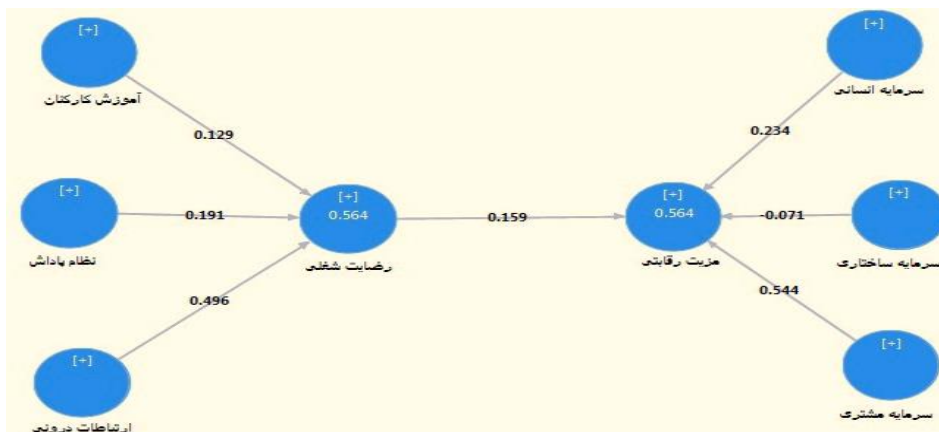 [+]
آموزش کارکنان
[+]
سرمایه انسانی
0.129
0.234
[+]
نظام پاداش
0.191
[+]
0.564
رضایت شغلی
0.159
[+]
0.564
مزیت رقابتی
-0.071
[+]
سرمایه ساختاری
0.496
0.544
[+]
ارتباطات درونی
[+]
سرمایه مشتری